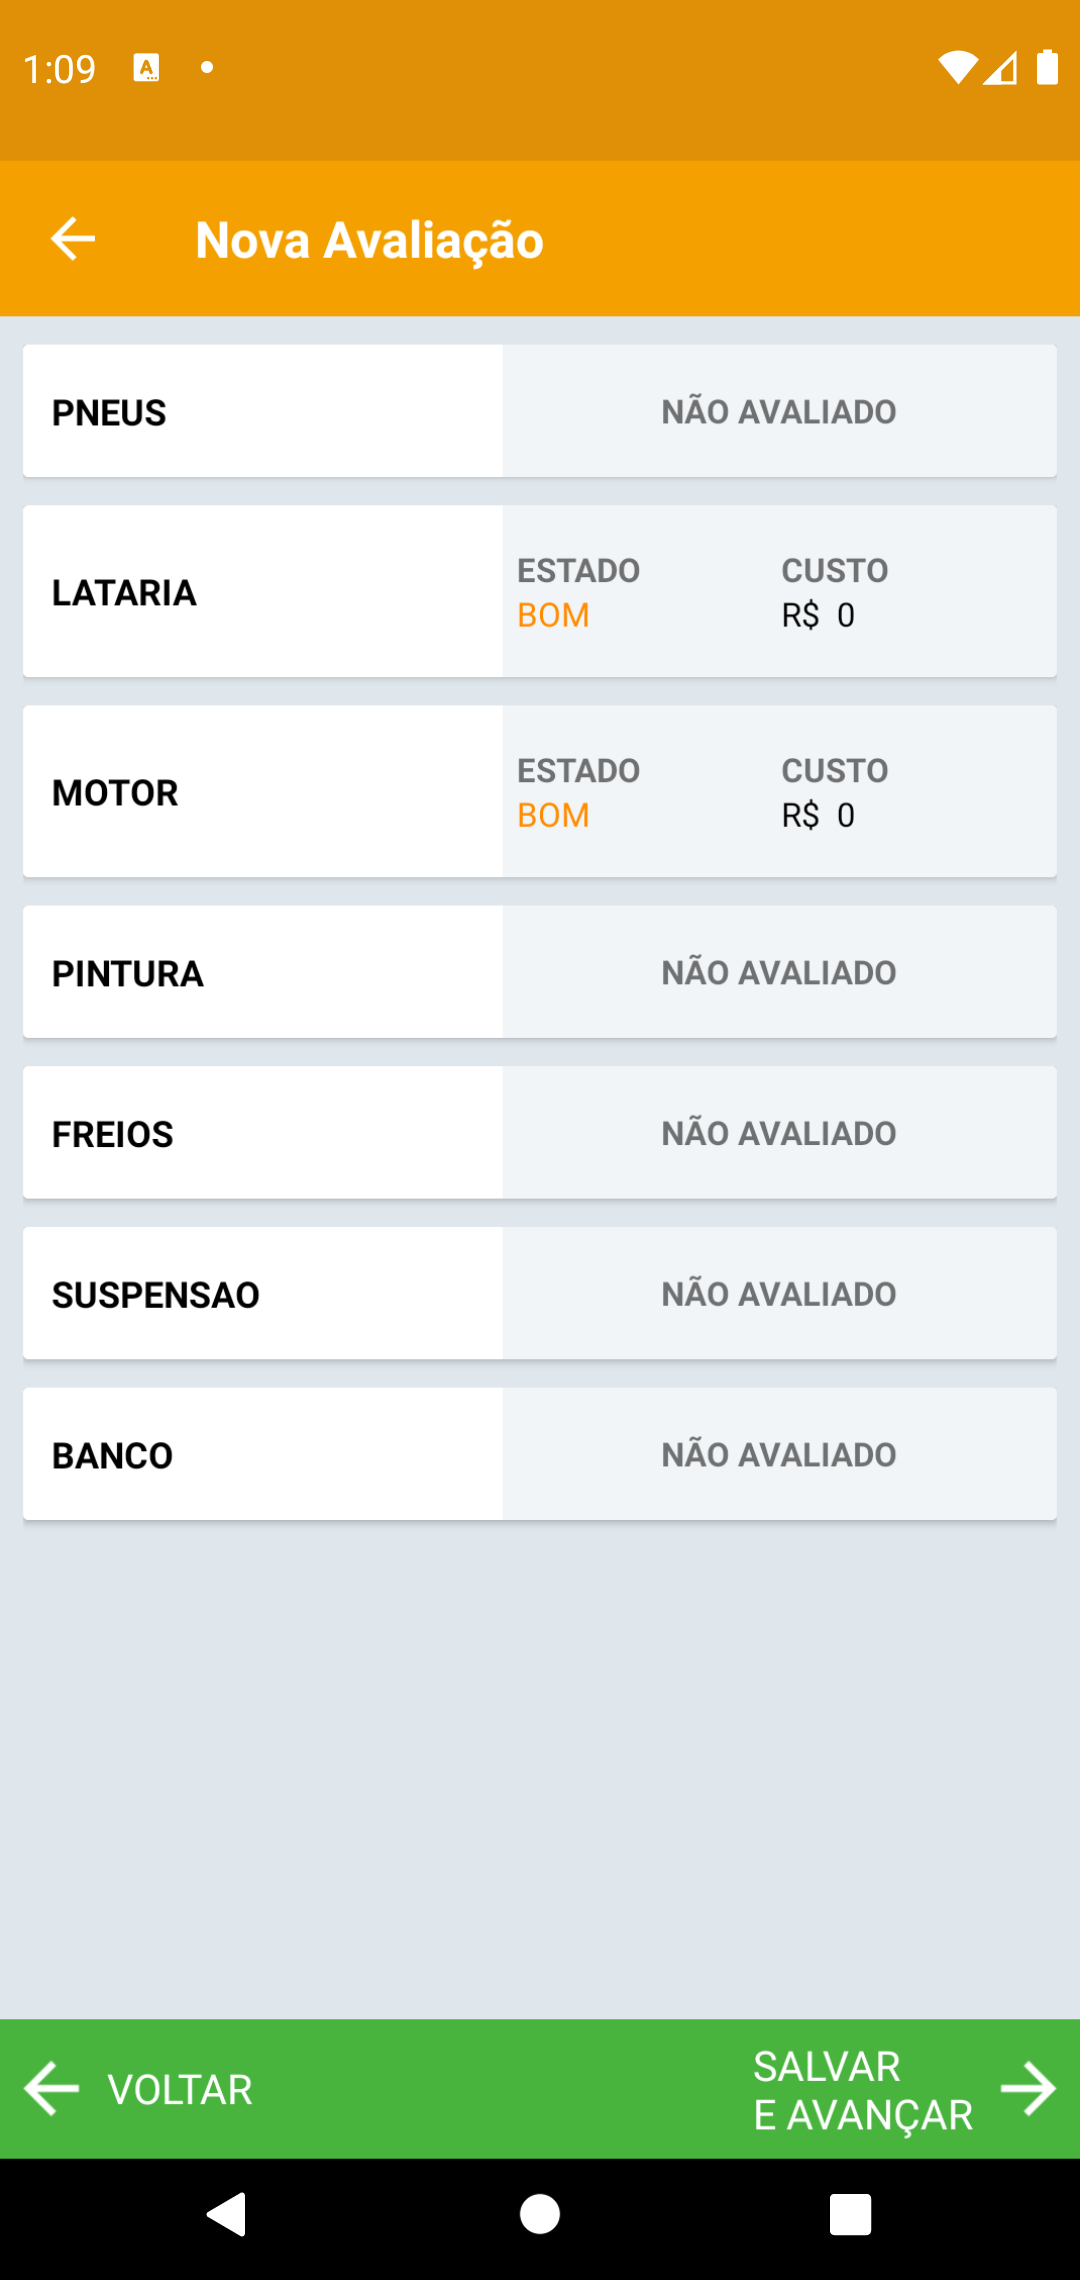 1:09
Nova Avaliação
PNEUS
NÃO AVALIADO
LATARIA
ESTADO
BOM
CUSTO
R$ 0
MOTOR
ESTADO
BOM
CUSTO
R$ 0
PINTURA
NÃO AVALIADO
FREIOS
NÃO AVALIADO
SUSPENSAO
NÃO AVALIADO
BANCO
NÃO AVALIADO
VOLTAR
SALVAR
E AVANÇAR